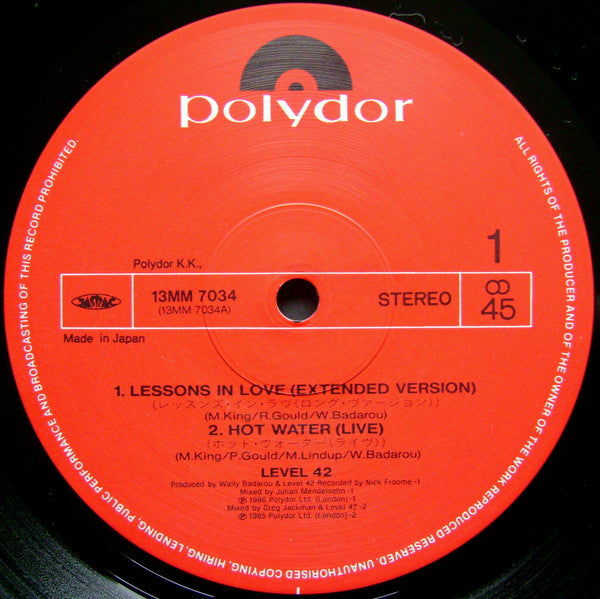 polydor
ALL RIGHTS OF THE PRODUCER AND OF THE OWNER OF THE WORK REPRODUCED RESERVED. UNAUTHORISED COPYING, HIRING, LENDING, PUBLIC PERFORMANCE AND BROADCASTING OF THIS RECORD PROHIBITED.
1
Polydor K.K.,
JASRAC
13MM 7034
(13MM 7034A)
STEREO
8
45
Made in Japan
1. LESSONS IN LOVE (EXTENDED VERSION)
(レッスンズ・イン・ラヴ(ロング・ヴァージョン))
(M.King/R.Gould/W.Badarou)
2. HOT WATER (LIVE)
(ホット・ウォーター(ライヴ))
(M.King/P.Gould/M.Lindup/W.Badarou)
LEVEL 42
Produced by Wally Badarou & Level 42 Recorded by Nick Froome -1
Mixed by Julian Mendersohn -1
℗ 1986 Polydor Ltd. (London) -1
Mixed by Greg Jackman & Level 42 -2
℗ 1985 Polydor Ltd. (London) -2